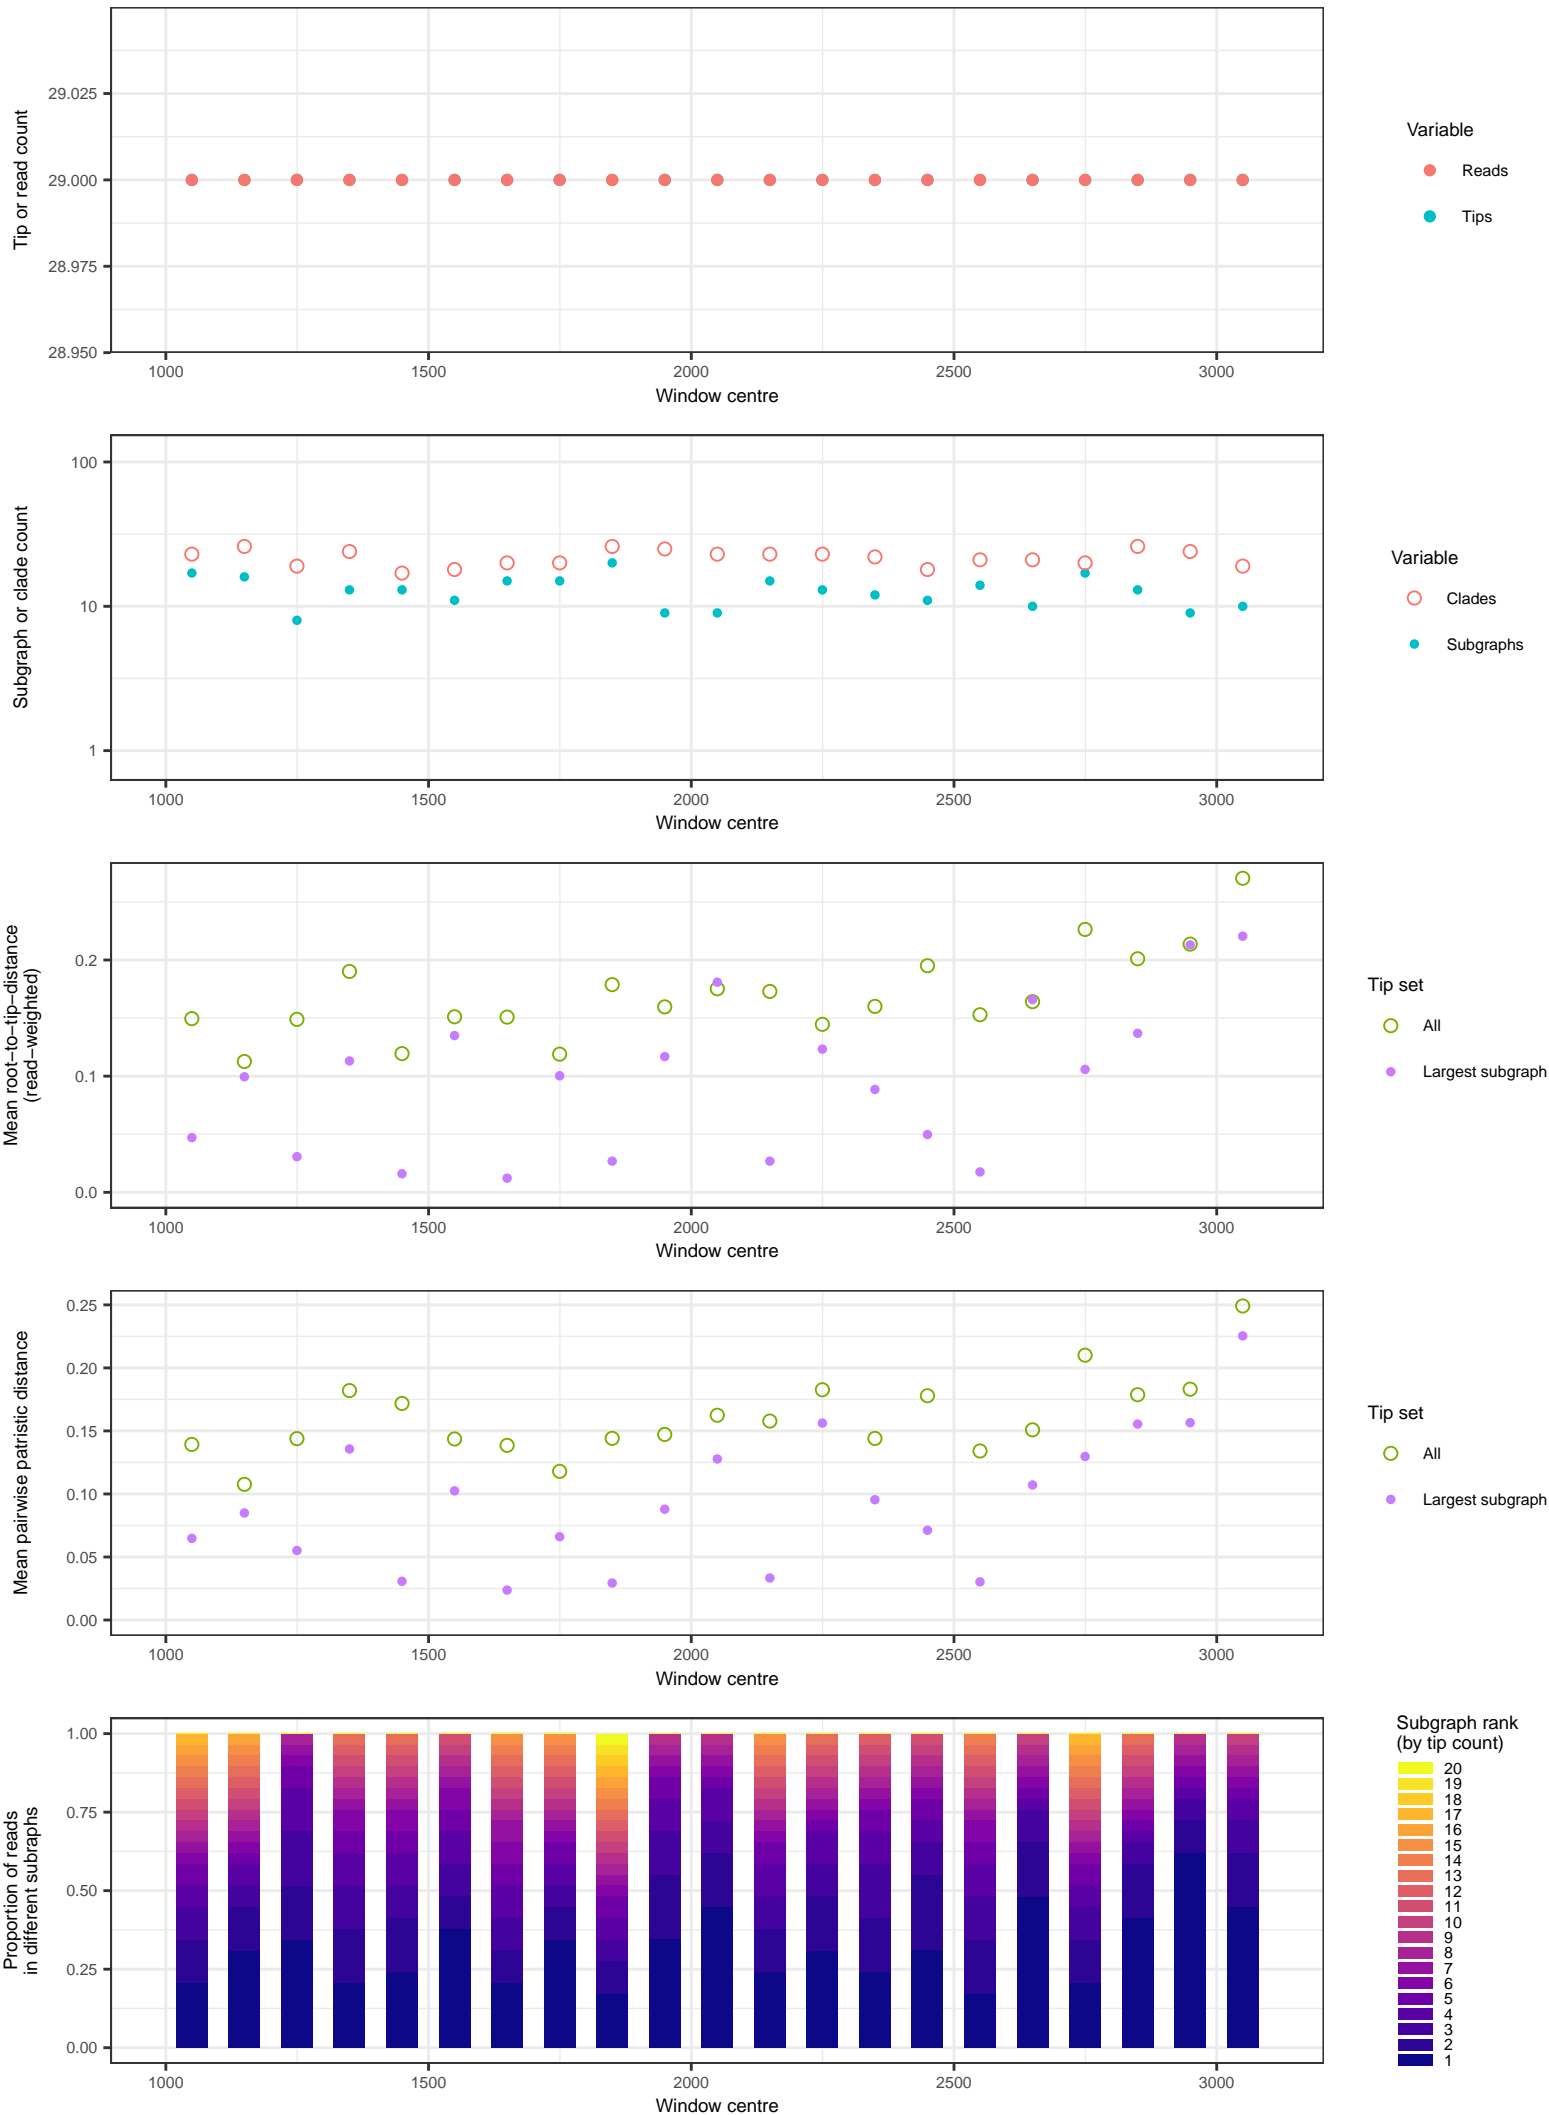 29.025
29.000
28.975
28.950
Tip or read count
1000 1500 2000 2500 3000
Window centre
Variable
Reads
Tips
100
10
1
Subgraph or clade count
1000 1500 2000 2500 3000
Window centre
Variable
Clades
Subgraphs
0.2
0.1
0.0
Mean root−to−tip−distance
(read−weighted)
1000 1500 2000 2500 3000
Window centre
Tip set
All
Largest subgraph
0.25
0.20
0.15
0.10
0.05
0.00
Mean pairwise patristic distance
1000 1500 2000 2500 3000
Window centre
Tip set
All
Largest subgraph
1.00
0.75
0.50
0.25
0.00
Proportion of reads
in different subraphs
1000 1500 2000 2500 3000
Window centre
Subgraph rank
(by tip count)
20
19
18
17
16
15
14
13
12
11
10
9
8
7
6
5
4
3
2
1